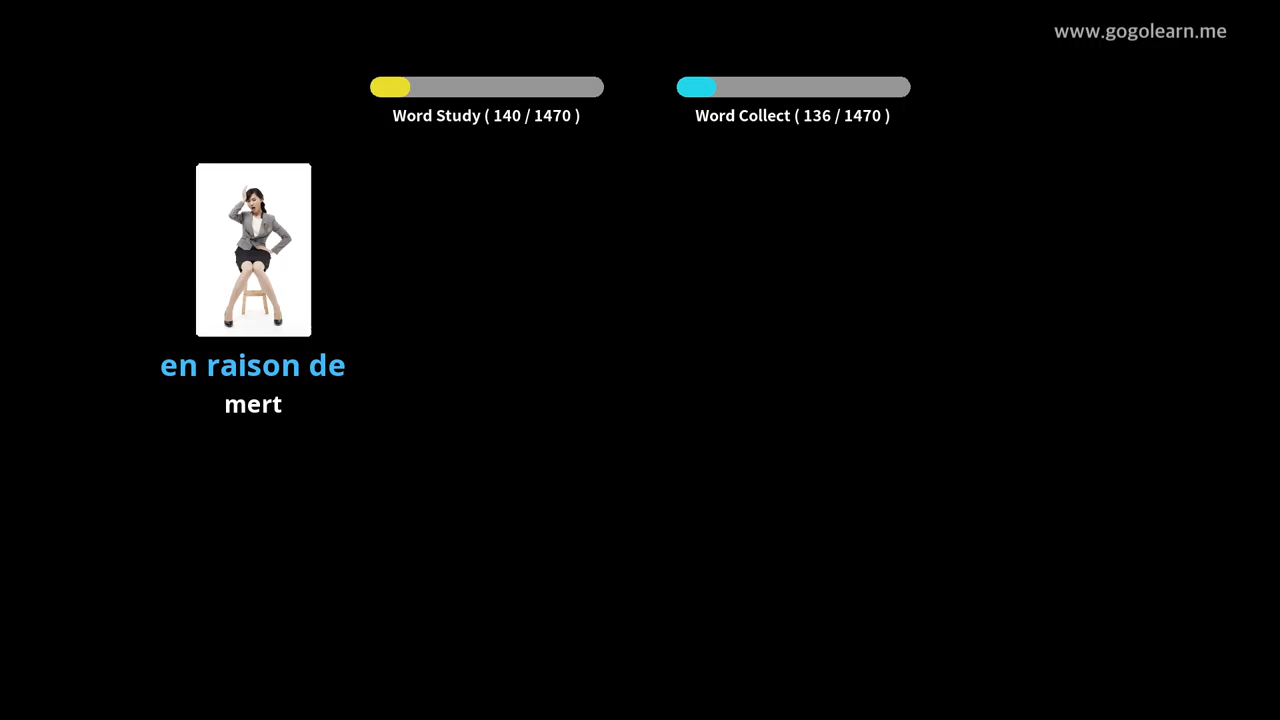 www.gogolearn.me
Word Study ( 140 / 1470 )
Word Collect ( 136 / 1470 )
en raison de
mert